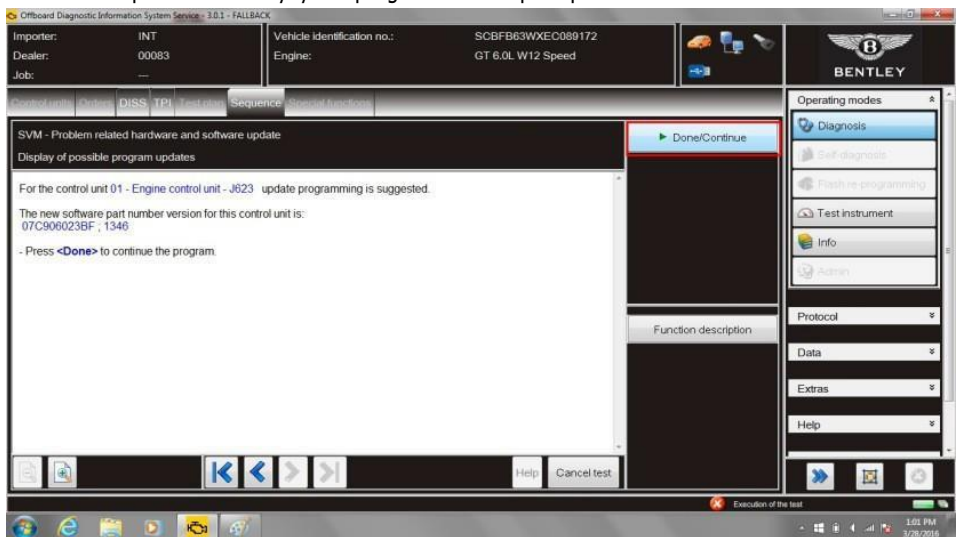 Offboard Diagnostic Information System Service - 3.0.1 - FALLBACK
Importer: INT
Dealer: 00083
Job: ---
Vehicle identification no.: SCBFB63WXEC089172
Engine: GT 6.0L W12 Speed
B
BENTLEY
Control units Orders DISS TPI Test plan Sequence Special functions
SVM - Problem related hardware and software update
Display of possible program updates
For the control unit 01 - Engine control unit - J623 update programming is suggested.
The new software part number version for this control unit is:
07C906023BF ; 1346
- Press <Done> to continue the program.
Done/Continue
Function description
Help
Cancel test
Operating modes
Diagnosis
Self-diagnosis
Flash re-programming
Test instrument
Info
Admin
Protocol
Data
Extras
Help
Execution of the test
1:01 PM
3/28/2016